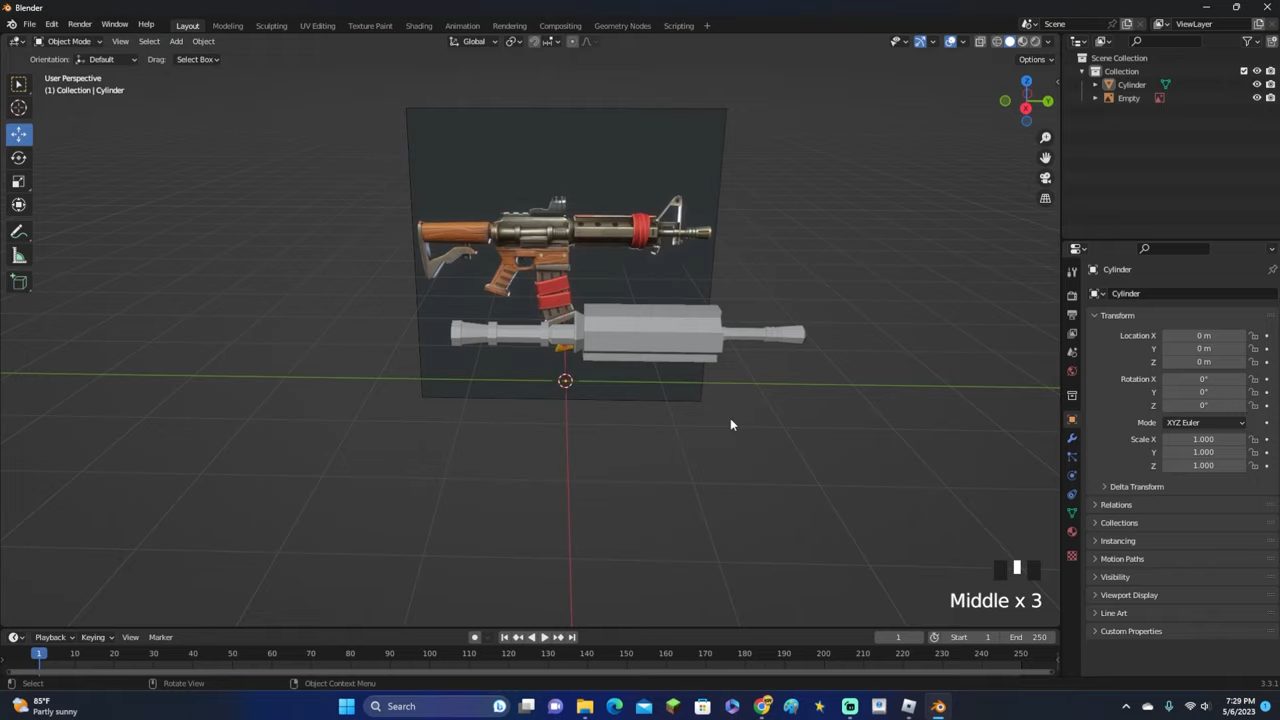 Blender
File Edit Render Window Help Layout Modeling Sculpting UV Editing Texture Paint Shading Animation Rendering Compositing Geometry Nodes Scripting + Scene ViewLayer
Object Mode View Select Add Object Global
Orientation: Default Drag: Select Box Options
User Perspective
(1) Collection | Cylinder
Z
Y
X
Scene Collection
Collection
Cylinder
Empty
Cylinder
Cylinder
Transform
Location X 0 m
Y 0 m
Z 0 m
Rotation X 0°
Y 0°
Z 0°
Mode XYZ Euler
Scale X 1.000
Y 1.000
Z 1.000
Delta Transform
Relations
Collections
Instancing
Motion Paths
Visibility
Viewport Display
Line Art
Custom Properties
Middle x 3
Playback Keying View Marker 1 Start 1 End 250
1 10 20 30 40 50 60 70 80 90 100 110 120 130 140 150 160 170 180 190 200 210 220 230 240 250
Select Rotate View Object Context Menu 3.3.1
85°F
Partly sunny
Search
7:29 PM
5/6/2023